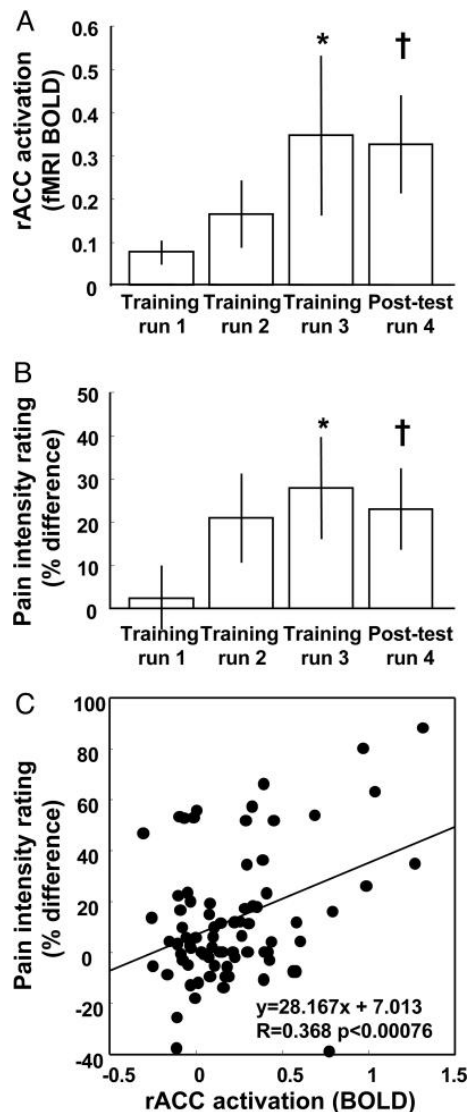 A
rACC activation
(fMRI BOLD)
0.6
0.5
0.4
0.3
0.2
0.1
0
*
†
Training Training Training Post-test
run 1 run 2 run 3 run 4
B
Pain intensity rating
(% difference)
50
40
30
20
10
0
*
†
Training Training Training Post-test
run 1 run 2 run 3 run 4
C
Pain intensity rating
(% difference)
100
80
60
40
20
0
-20
-40
y=28.167x + 7.013
R=0.368 p<0.00076
-0.5 0 0.5 1.0 1.5
rACC activation (BOLD)